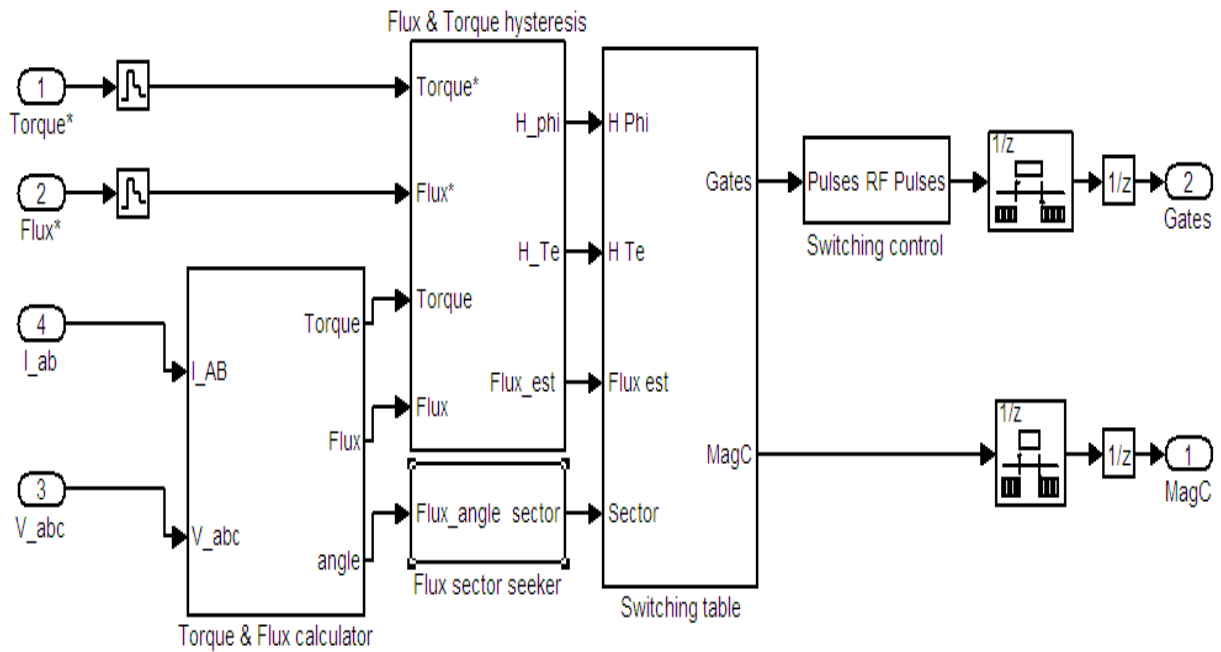 Flux & Torque hysteresis
1
Torque*
2
Flux*
4
I_ab
3
V_abc
I_AB
V_abc
Torque
Flux
angle
Torque & Flux calculator
Torque*
Flux*
Torque
Flux
H_phi
H_Te
Flux_est
Flux_angle sector
Flux sector seeker
H Phi
H Te
Flux est
Sector
Gates
MagC
Switching table
Pulses RF Pulses
Switching control
1/z
1/z
2
Gates
1/z
1/z
1
MagC